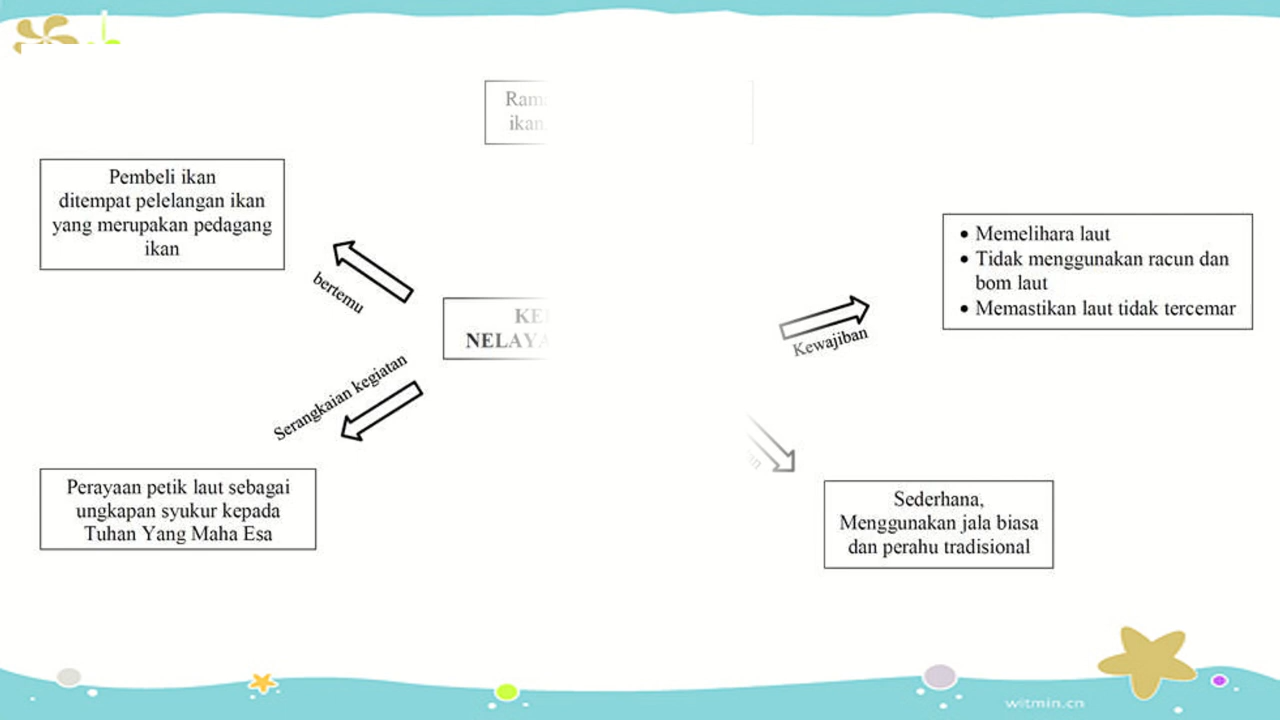 Pembeli ikan
ditempat pelelangan ikan
yang merupakan pedagang
ikan
bertemu
Serangkaian kegiatan
Perayaan petik laut sebagai
ungkapan syukur kepada
Tuhan Yang Maha Esa
Kewajiban
• Memelihara laut
• Tidak menggunakan racun dan
bom laut
• Memastikan laut tidak tercemar
Sederhana,
Menggunakan jala biasa
dan perahu tradisional
witmin.cn